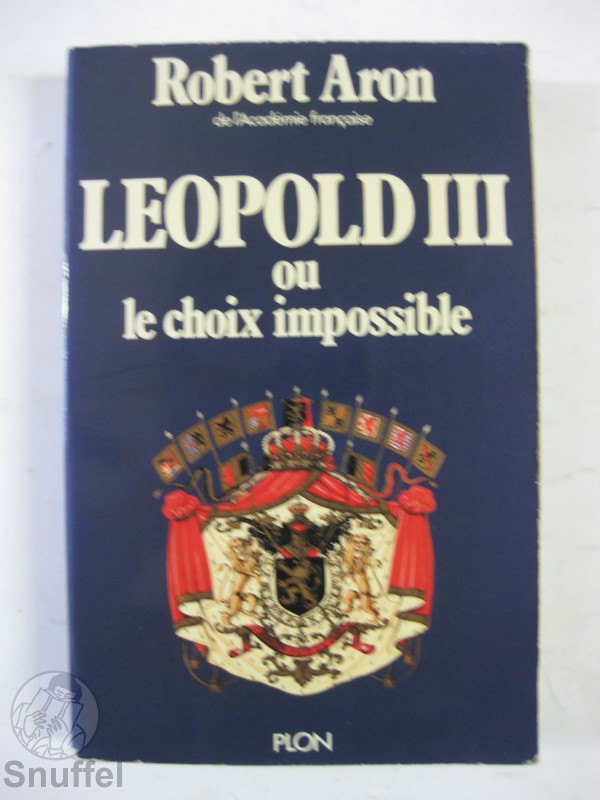 Robert Aron
de l'Académie française
LEOPOLD III
ou
le choix impossible
PLON
Snuffel